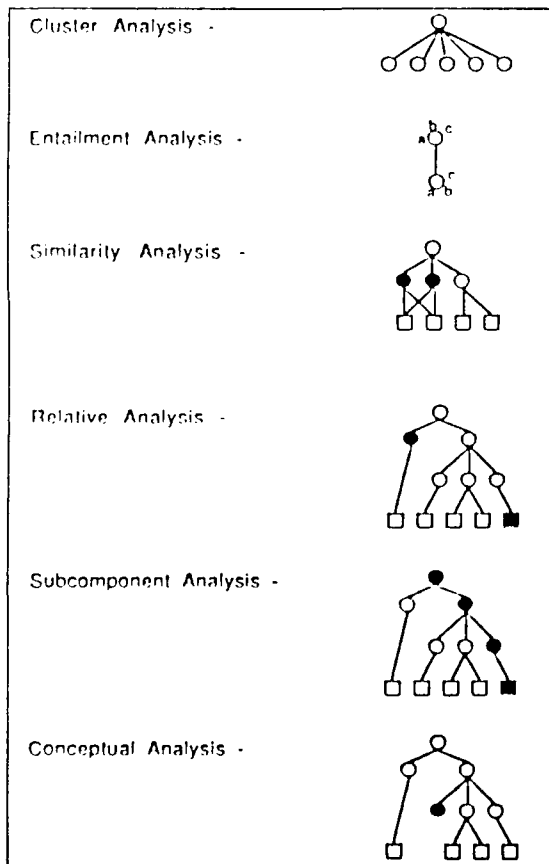 Cluster Analysis -
Entailment Analysis -
b c
a
c
a b
Similarity Analysis -
Relative Analysis -
Subcomponent Analysis -
Conceptual Analysis -